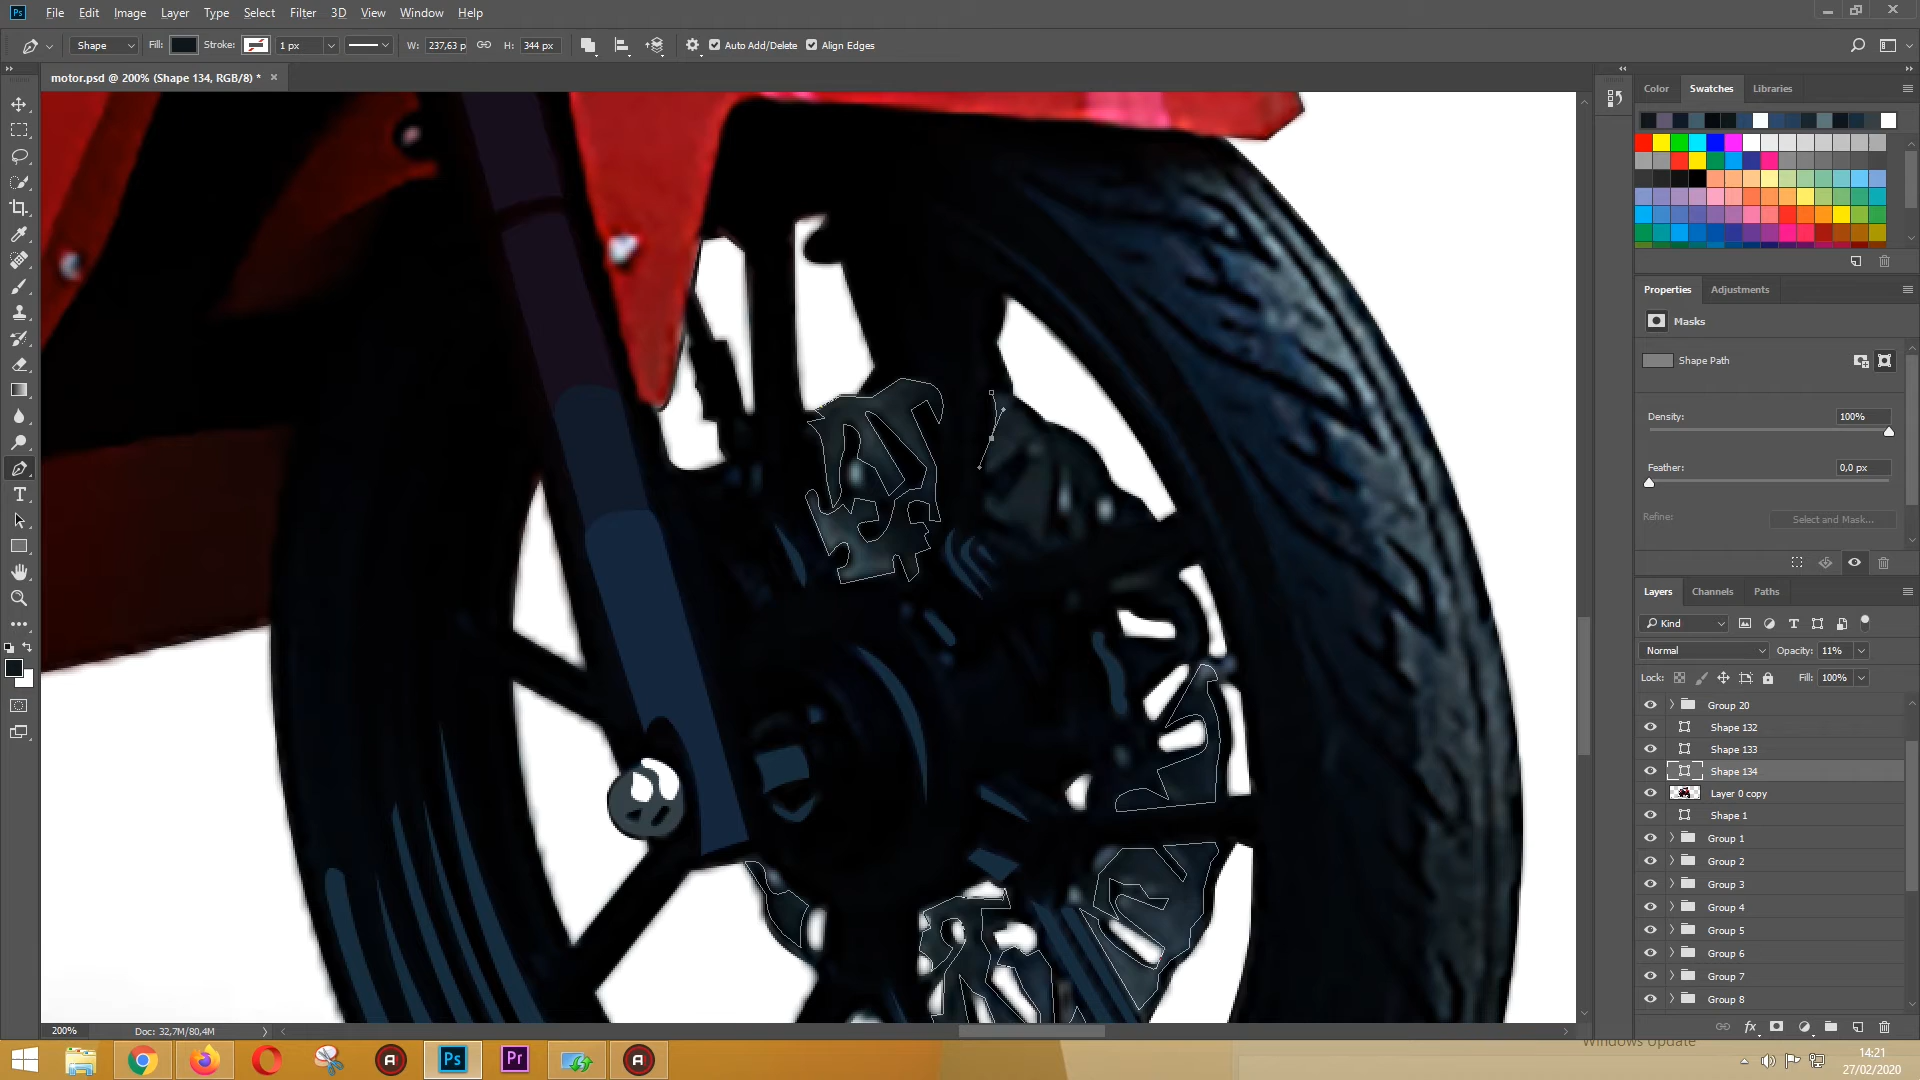 Ps File Edit Image Layer Type Select Filter 3D View Window Help
Shape Fill: Stroke: 1 px W: 237,63 p H: 344 px Auto Add/Delete Align Edges
motor.psd @ 200% (Shape 134, RGB/8) *
Color Swatches Libraries
Properties Adjustments
Masks
Shape Path
Density: 100%
Feather: 0,0 px
Refine: Select and Mask...
Layers Channels Paths
Kind
Normal Opacity: 11%
Lock: Fill: 100%
Group 20
Shape 132
Shape 133
Shape 134
Layer 0 copy
Shape 1
Group 1
Group 2
Group 3
Group 4
Group 5
Group 6
Group 7
Group 8
200% Doc: 32,7M/80,4M
Windows Update
Ps Pr
14:21
27/02/2020